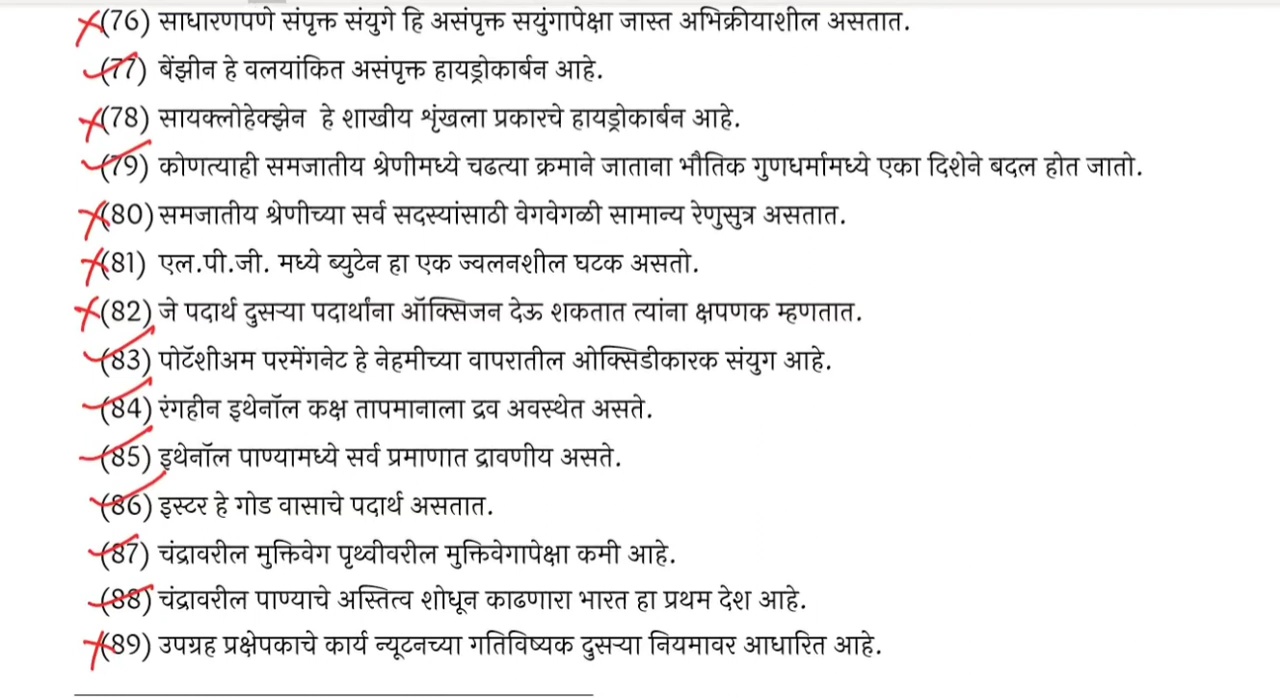 (76) साधारणपणे संपृक्त संयुगे हि असंपृक्त सयुंगापेक्षा जास्त अभिक्रीयाशील असतात.
(77) बेंझीन हे वलयांकित असंपृक्त हायड्रोकार्बन आहे.
(78) सायक्लोहेक्झेन हे शाखीय शृंखला प्रकारचे हायड्रोकार्बन आहे.
(79) कोणत्याही समजातीय श्रेणीमध्ये चढत्या क्रमाने जाताना भौतिक गुणधर्मामध्ये एका दिशेने बदल होत जातो.
(80) समजातीय श्रेणीच्या सर्व सदस्यांसाठी वेगवेगळी सामान्य रेणुसुत्र असतात.
(81) एल.पी.जी. मध्ये ब्युटेन हा एक ज्वलनशील घटक असतो.
(82) जे पदार्थ दुसऱ्या पदार्थांना ऑक्सिजन देऊ शकतात त्यांना क्षपणक म्हणतात.
(83) पोटॅशीअम परमेंगनेट हे नेहमीच्या वापरातील ओक्सिडीकारक संयुग आहे.
(84) रंगहीन इथेनॉल कक्ष तापमानाला द्रव अवस्थेत असते.
(85) इथेनॉल पाण्यामध्ये सर्व प्रमाणात द्रावणीय असते.
(86) इस्टर हे गोड वासाचे पदार्थ असतात.
(87) चंद्रावरील मुक्तिवेग पृथ्वीवरील मुक्तिवेगापेक्षा कमी आहे.
(88) चंद्रावरील पाण्याचे अस्तित्व शोधून काढणारा भारत हा प्रथम देश आहे.
(89) उपग्रह प्रक्षेपकाचे कार्य न्यूटनच्या गतिविष्यक दुसऱ्या नियमावर आधारित आहे.